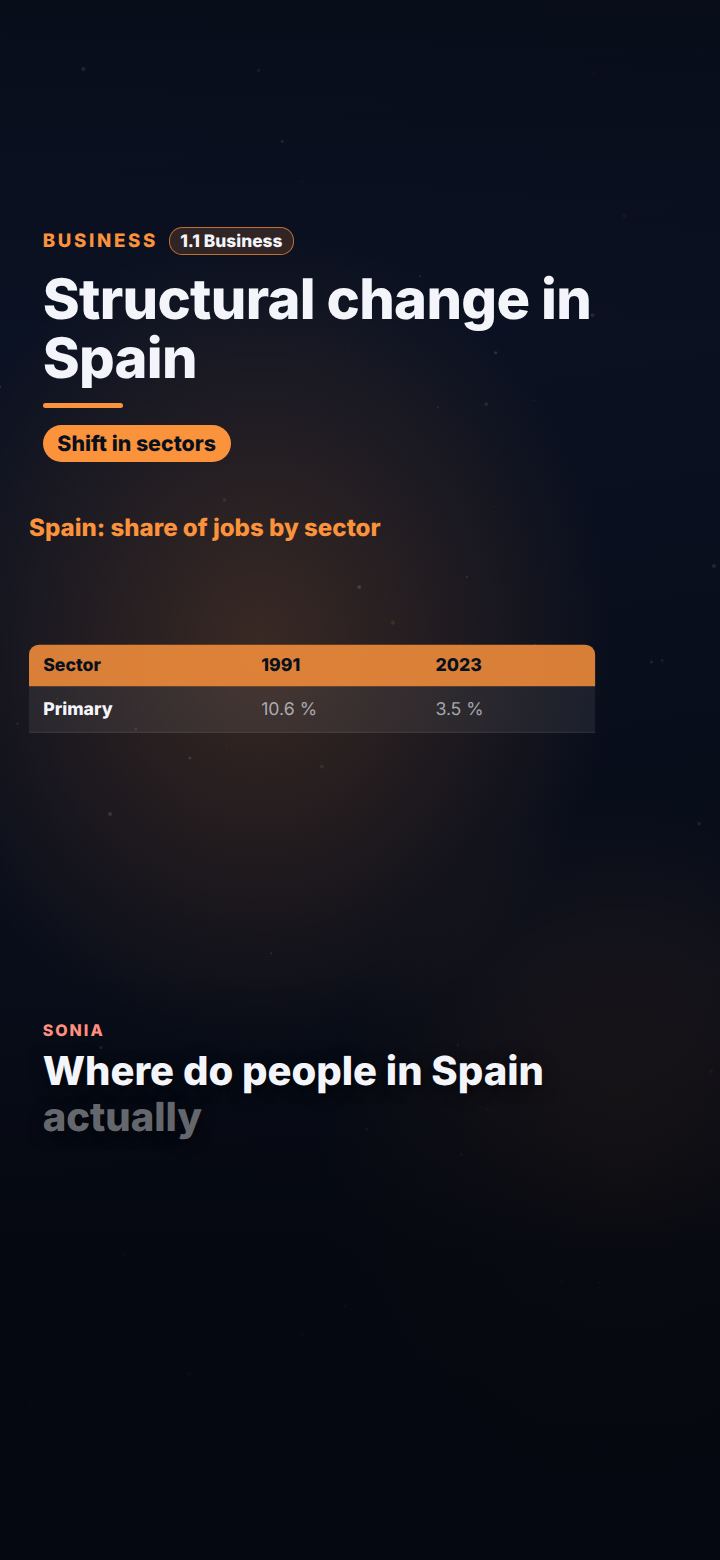 BUSINESS 1.1 Business
Structural change in
Spain
Shift in sectors
Spain: share of jobs by sector
Sector 1991 2023
Primary 10.6 % 3.5 %
SONIA
Where do people in Spain
actually